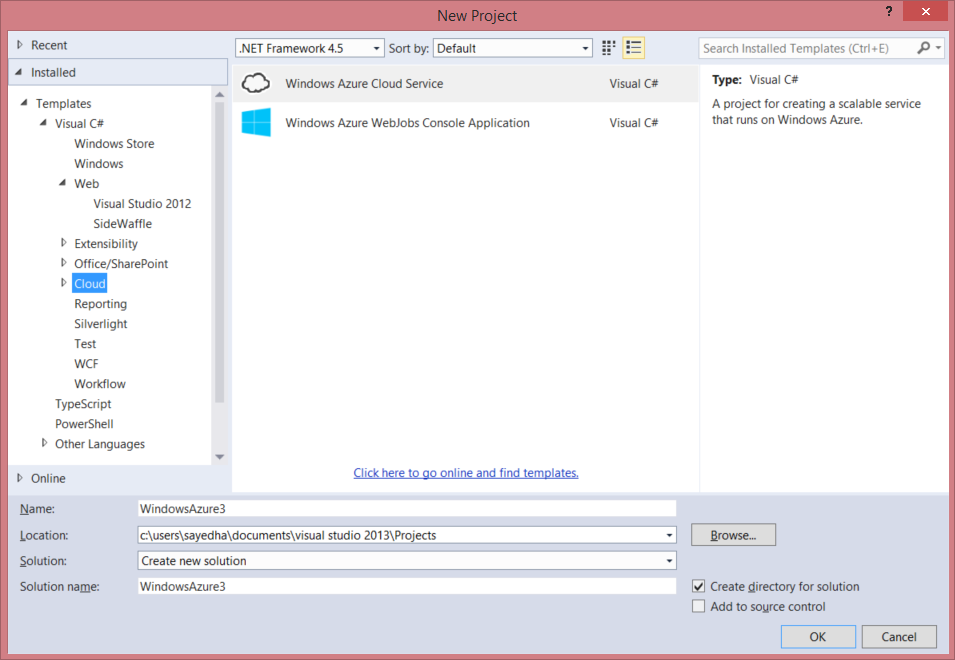 New Project
?
Recent
Installed
Templates
Visual C#
Windows Store
Windows
Web
Visual Studio 2012
SideWaffle
Extensibility
Office/SharePoint
Cloud
Reporting
Silverlight
Test
WCF
Workflow
TypeScript
PowerShell
Other Languages
Online
.NET Framework 4.5
Sort by:
Default
Search Installed Templates (Ctrl+E)
Windows Azure Cloud Service
Visual C#
Windows Azure WebJobs Console Application
Visual C#
Click here to go online and find templates.
Type: Visual C#
A project for creating a scalable service
that runs on Windows Azure.
Name:
WindowsAzure3
Location:
c:\users\sayedha\documents\visual studio 2013\Projects
Browse...
Solution:
Create new solution
Solution name:
WindowsAzure3
Create directory for solution
Add to source control
OK
Cancel